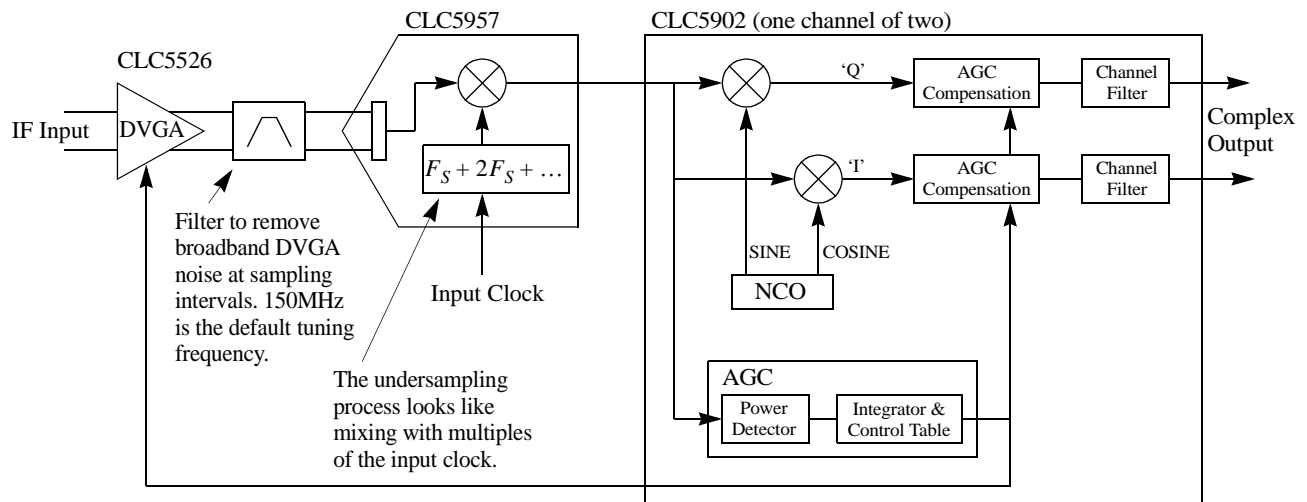 CLC5957
CLC5902 (one channel of two)
CLC5526
DVGA
IF Input
F_S + 2F_S + …
Input Clock
Filter to remove
broadband DVGA
noise at sampling
intervals. 150MHz
is the default tuning
frequency.
The undersampling
process looks like
mixing with multiples
of the input clock.
‘Q’
AGC
Compensation
Channel
Filter
Complex
Output
‘I’
AGC
Compensation
Channel
Filter
SINE
COSINE
NCO
AGC
Power
Detector
Integrator &
Control Table